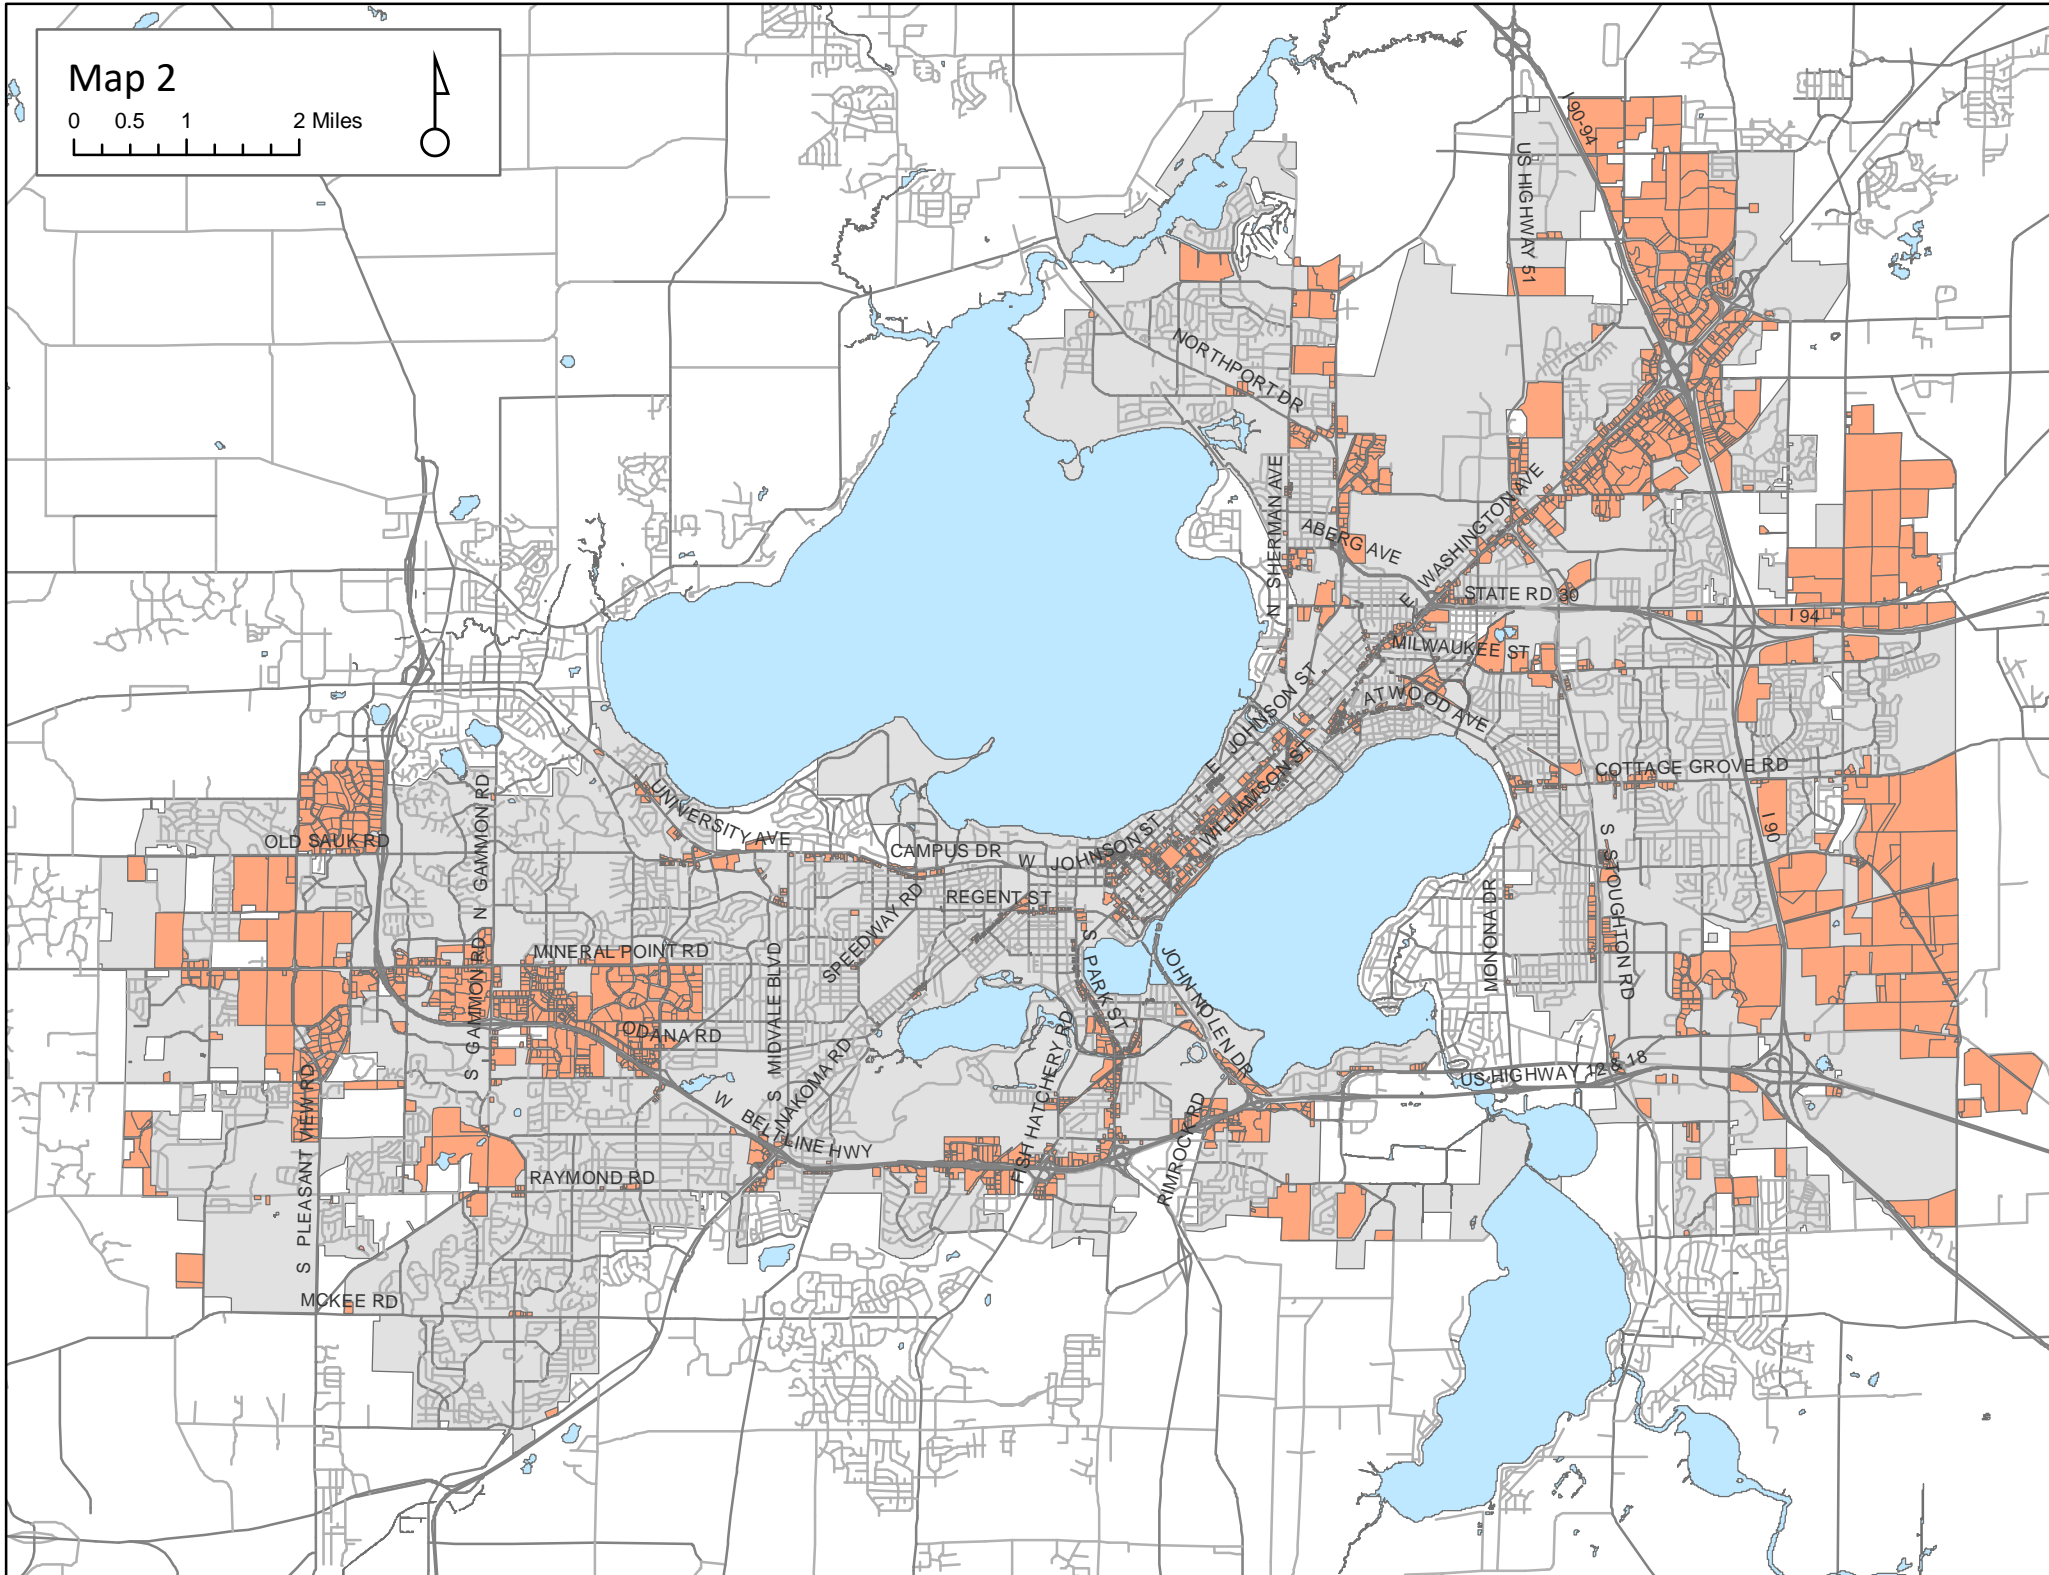 Map 2
0 0.5 1 2 Miles
I 90-94
US HIGHWAY 51
NORTHPORT DR
N SHERMAN AVE
ABERG AVE
E WASHINGTON AVE
STATE RD 30
I 94
MILWAUKEE ST
ATWOOD AVE
E JOHNSON ST
WILLIAMSON ST
COTTAGE GROVE RD
I 90
N GAMMON RD
UNIVERSITY AVE
OLD SAUK RD
CAMPUS DR
W JOHNSON ST
REGENT ST
SPEEDWAY RD
MINERAL POINT RD
S MIDVALE BLVD
S GAMMON RD
ODANA RD
S PARK ST
JOHN NOLEN DR
MONONA DR
S STOUGHTON RD
US HIGHWAY 12 & 18
NAKOMA RD
W BELTLINE HWY
FISH HATCHERY RD
RIMROCK RD
RAYMOND RD
S PLEASANT VIEW RD
MCKEE RD